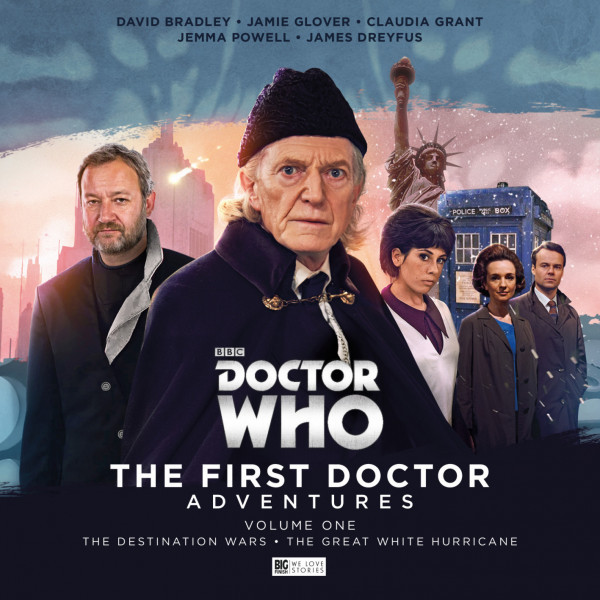 DAVID BRADLEY • JAMIE GLOVER • CLAUDIA GRANT
JEMMA POWELL • JAMES DREYFUS
POLICE BOX
BBC
DOCTOR
WHO
THE FIRST DOCTOR
ADVENTURES
VOLUME ONE
THE DESTINATION WARS • THE GREAT WHITE HURRICANE
BIG FINISH
WE LOVE
STORIES